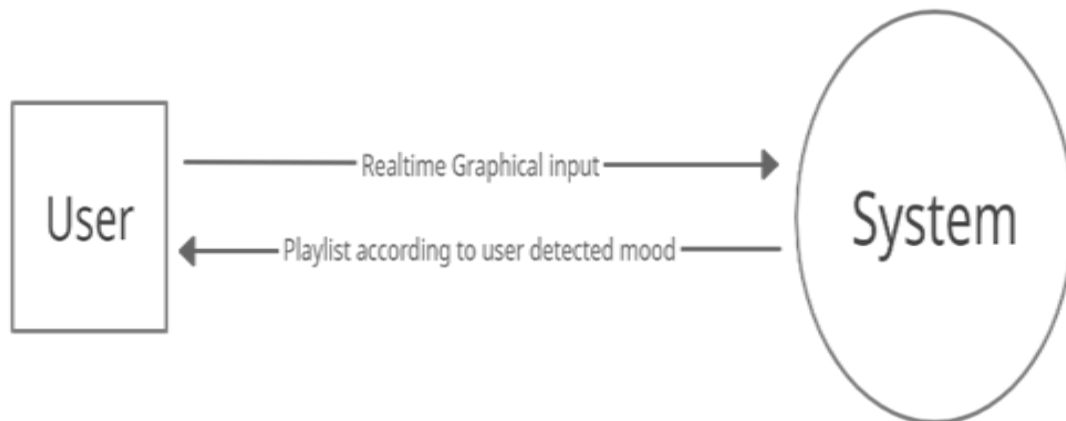 User
Realtime Graphical input
Playlist according to user detected mood
System